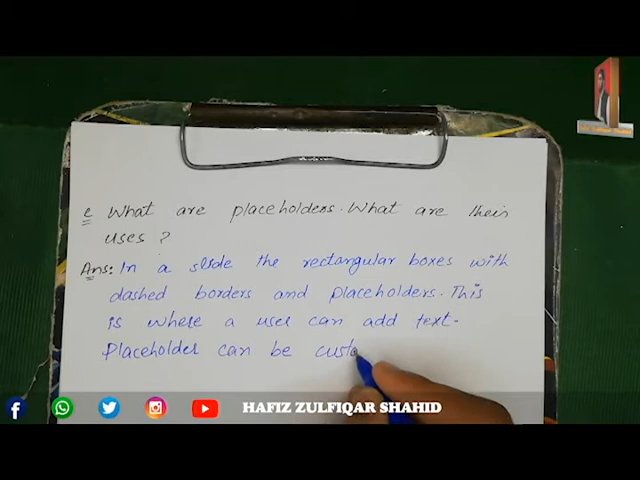 e What are placeholders. What are their
uses ?
Ans: In a slide the rectangular boxes with
dashed borders and placeholders. This
is where a user can add text.
Placeholder can be custo
HAFIZ ZULFIQAR SHAHID